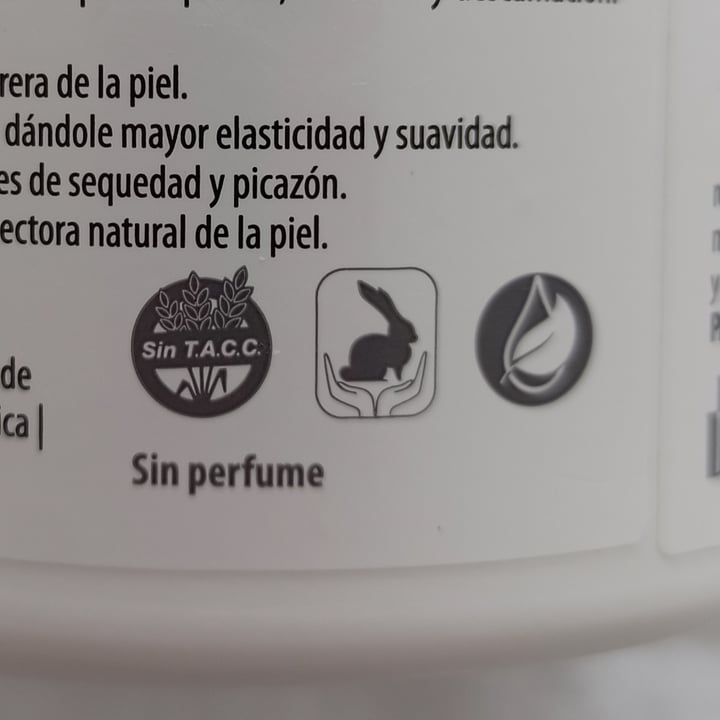 rera de la piel.
dándole mayor elasticidad y suavidad.
es de sequedad y picazón.
ectora natural de la piel.
de
ica |
Sin T.A.C.C.
Sin perfume